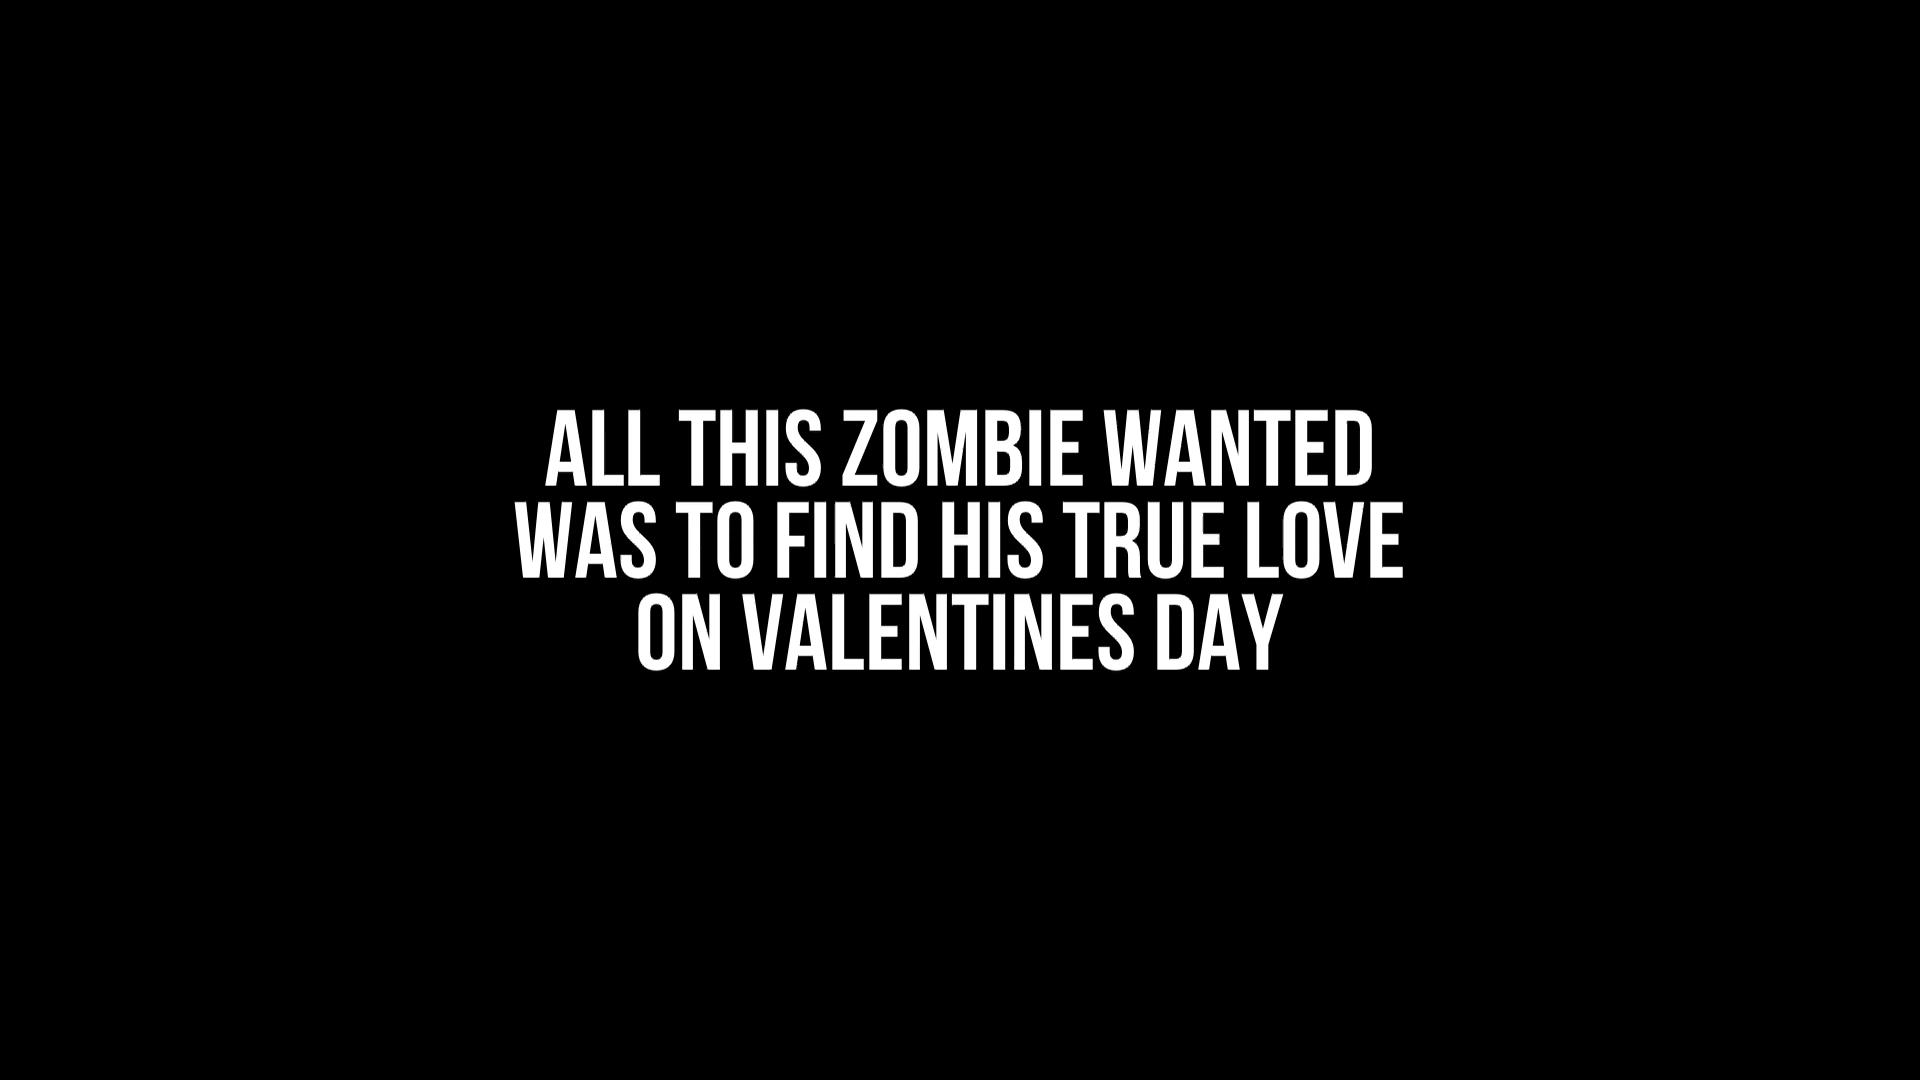 ALL THIS ZOMBIE WANTED
WAS TO FIND HIS TRUE LOVE
ON VALENTINES DAY